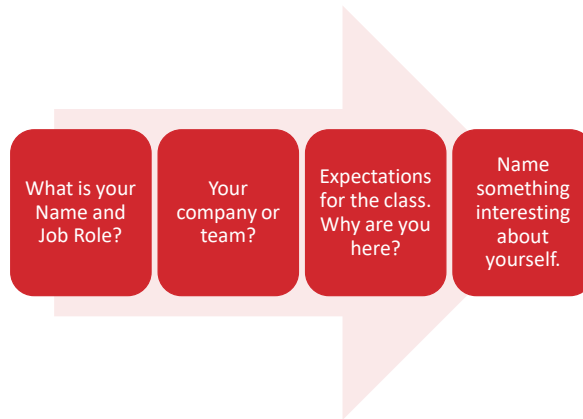 What is your
Name and
Job Role?
Your
company or
team?
Expectations
for the class.
Why are you
here?
Name
something
interesting
about
yourself.